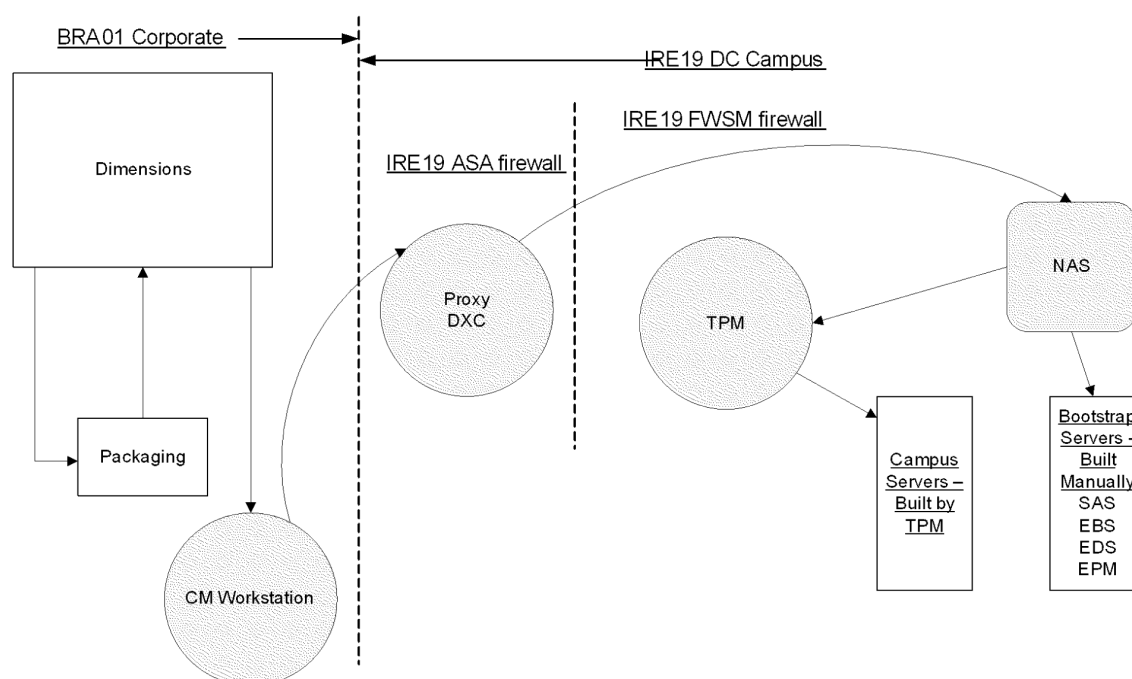 BRA01 Corporate
IRE19 DC Campus
IRE19 FWSM firewall
IRE19 ASA firewall
Dimensions
Packaging
CM Workstation
Proxy
DXC
TPM
NAS
Campus
Servers –
Built by
TPM
Bootstrap
Servers –
Built
Manually
SAS
EBS
EDS
EPM